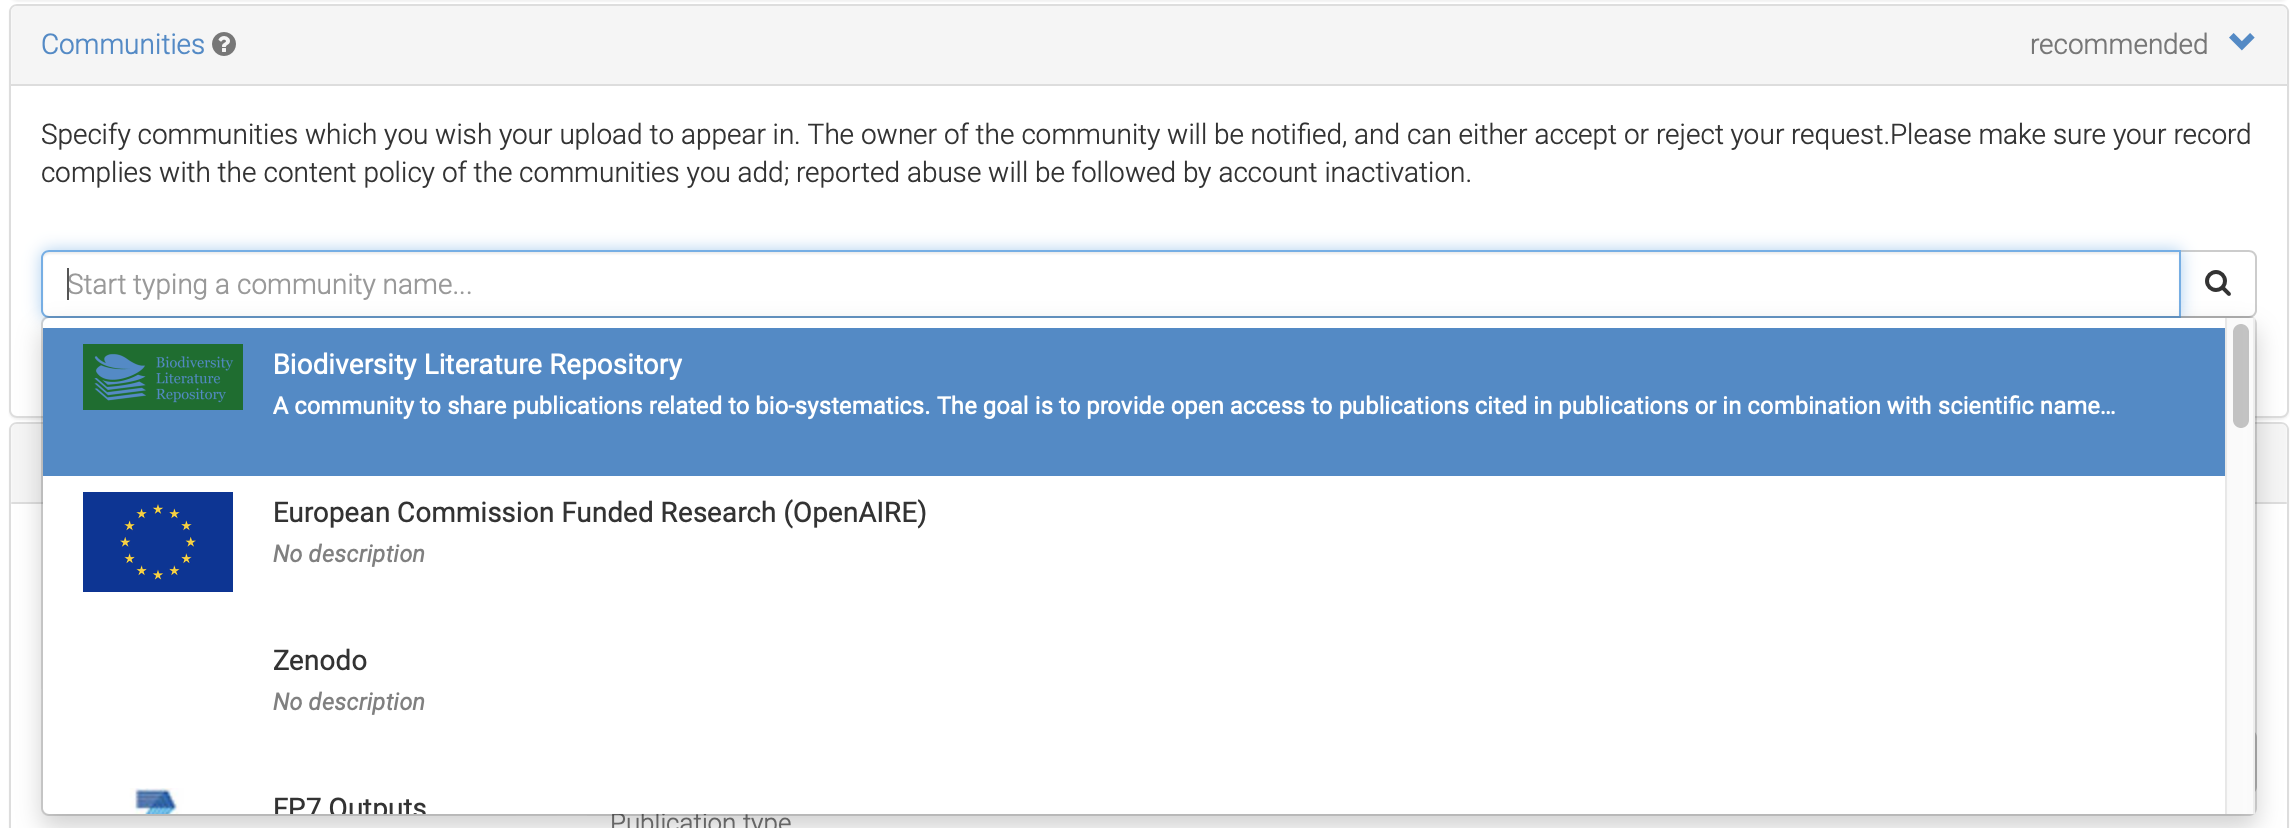 Communities
recommended
Specify communities which you wish your upload to appear in. The owner of the community will be notified, and can either accept or reject your request.Please make sure your record
complies with the content policy of the communities you add; reported abuse will be followed by account inactivation.
Start typing a community name...
Biodiversity
Literature
Repository
Biodiversity Literature Repository
A community to share publications related to bio-systematics. The goal is to provide open access to publications cited in publications or in combination with scientific name...
European Commission Funded Research (OpenAIRE)
No description
Zenodo
No description
FP7 Outputs
Publication type